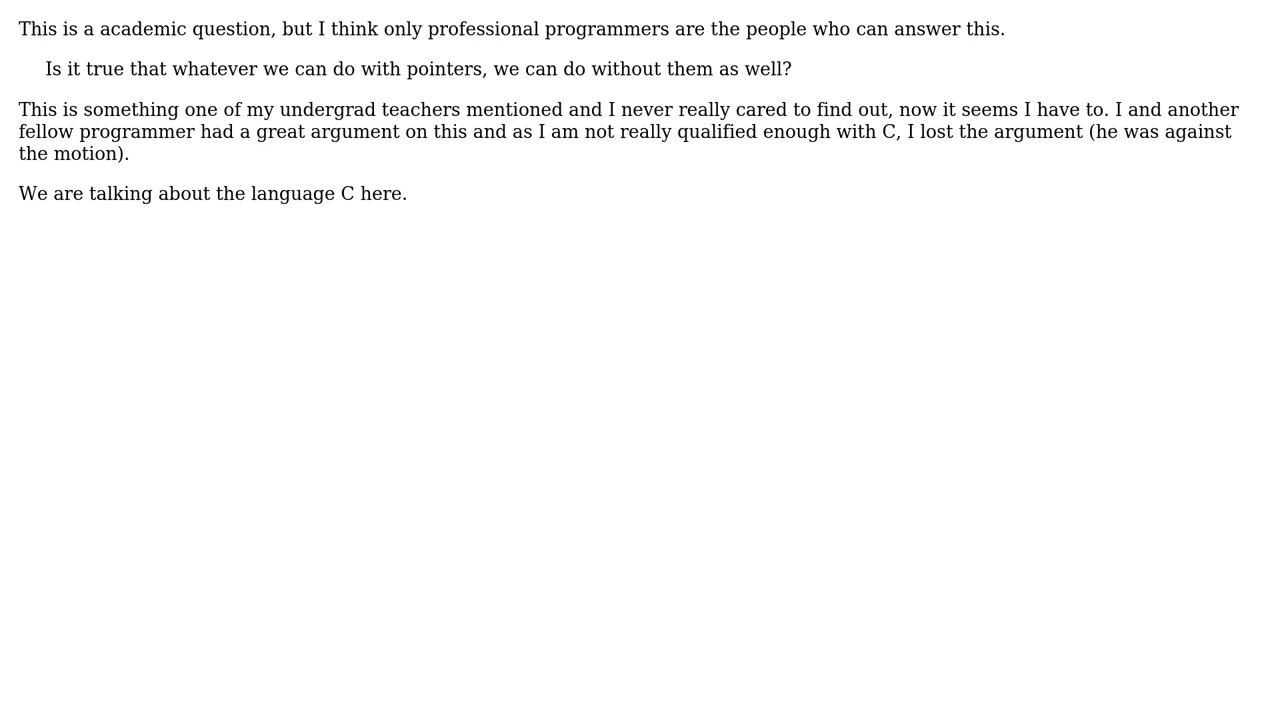 This is a academic question, but I think only professional programmers are the people who can answer this.
Is it true that whatever we can do with pointers, we can do without them as well?
This is something one of my undergrad teachers mentioned and I never really cared to find out, now it seems I have to. I and another
fellow programmer had a great argument on this and as I am not really qualified enough with C, I lost the argument (he was against
the motion).
We are talking about the language C here.